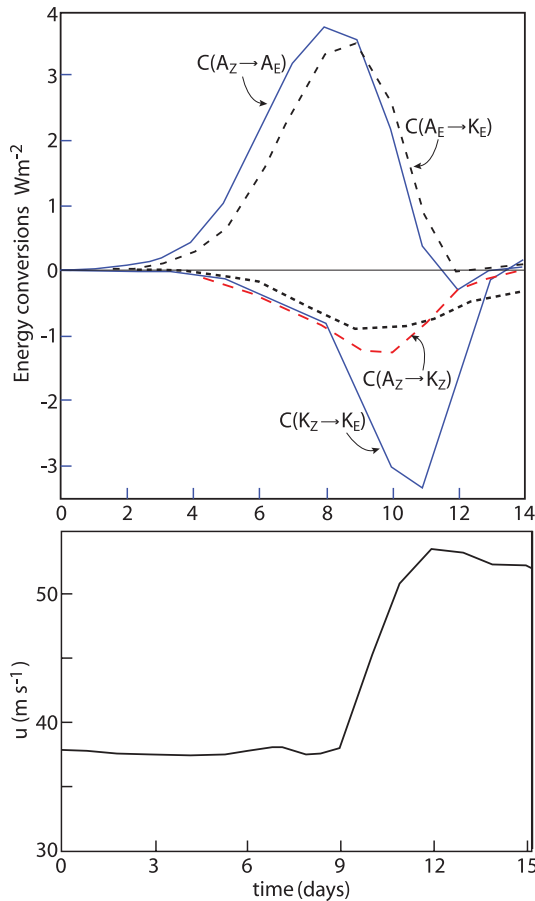 4
3
2
1
0
-1
-2
-3
Energy conversions Wm⁻²
C(A_Z→A_E)
C(A_E→K_E)
C(A_Z→K_Z)
C(K_Z→K_E)
0 2 4 6 8 10 12 14
50
40
30
u (m s⁻¹)
0 3 6 9 12 15
time (days)